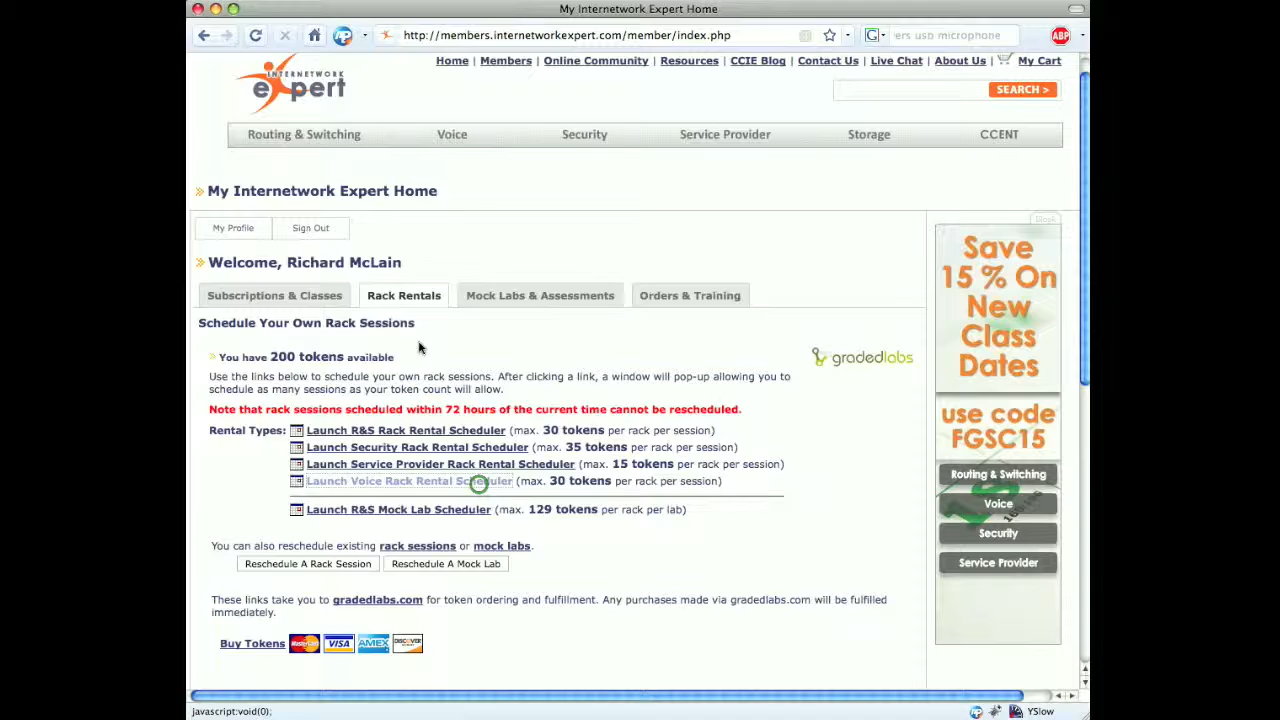 My Internetwork Expert Home
http://members.internetworkexpert.com/member/index.php
ers usb microphone
ABP
Home | Members | Online Community | Resources | CCIE Blog | Contact Us | Live Chat | About Us | My Cart
INTERNETWORK
expert
SEARCH >
Routing & Switching Voice Security Service Provider Storage CCENT
My Internetwork Expert Home
My Profile Sign Out
Block
Welcome, Richard McLain
Subscriptions & Classes Rack Rentals Mock Labs & Assessments Orders & Training
Schedule Your Own Rack Sessions
You have 200 tokens available
gradedlabs
Use the links below to schedule your own rack sessions. After clicking a link, a window will pop-up allowing you to
schedule as many sessions as your token count will allow.
Note that rack sessions scheduled within 72 hours of the current time cannot be rescheduled.
Rental Types: Launch R&S Rack Rental Scheduler (max. 30 tokens per rack per session)
Launch Security Rack Rental Scheduler (max. 35 tokens per rack per session)
Launch Service Provider Rack Rental Scheduler (max. 15 tokens per rack per session)
Launch Voice Rack Rental Scheduler (max. 30 tokens per rack per session)
Launch R&S Mock Lab Scheduler (max. 129 tokens per rack per lab)
You can also reschedule existing rack sessions or mock labs.
Reschedule A Rack Session Reschedule A Mock Lab
These links take you to gradedlabs.com for token ordering and fulfillment. Any purchases made via gradedlabs.com will be fulfilled
immediately.
Buy Tokens MasterCard VISA AMEX DISCOVER
Save
15 % On
New
Class
Dates
use code
FGSC15
Routing & Switching
Voice
Security
Service Provider
javascript:void(0);
YSlow